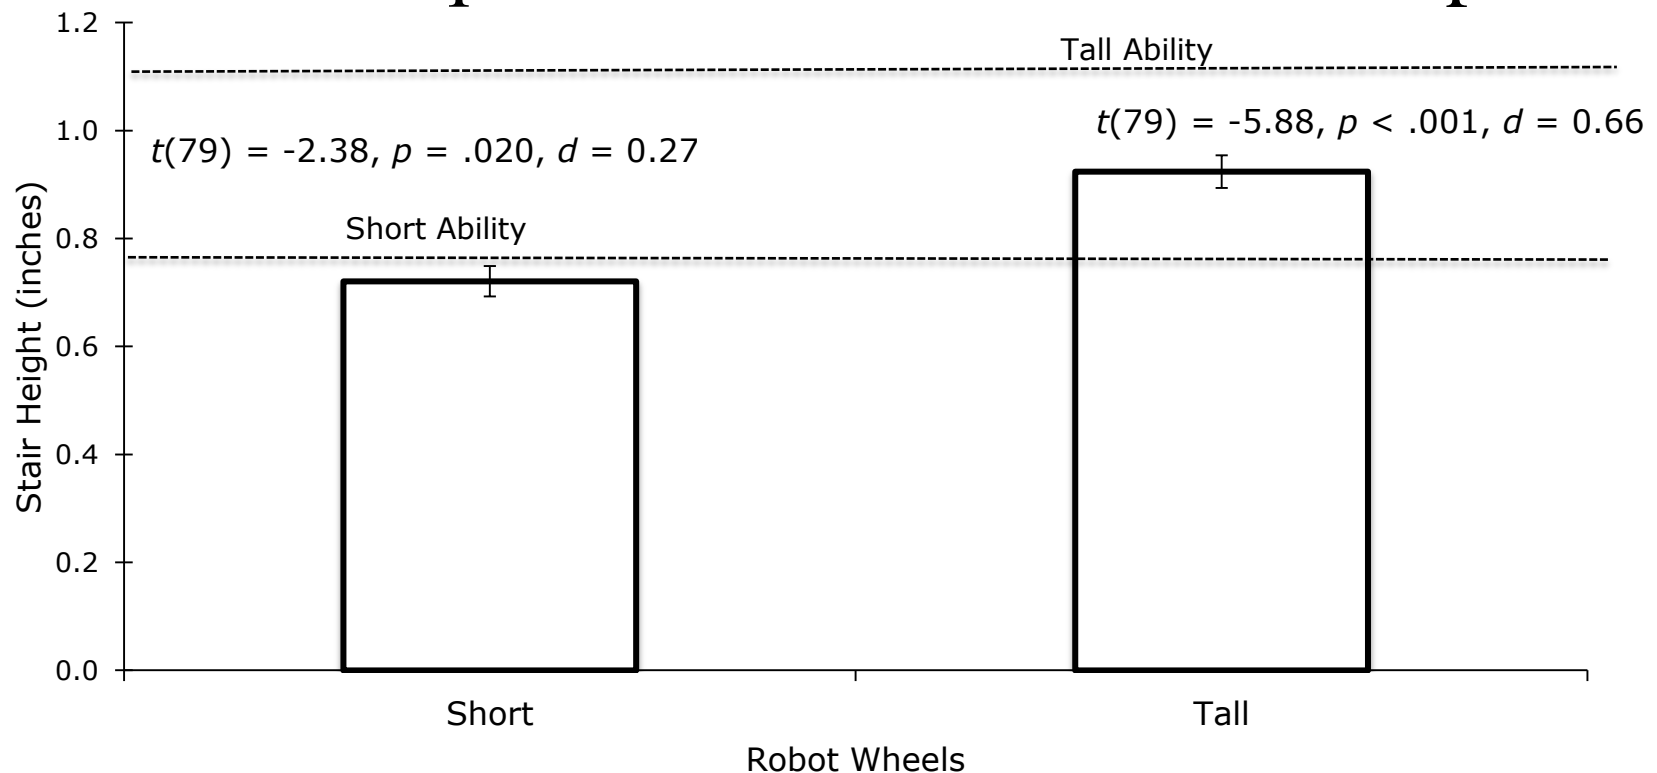 1.2
Tall Ability
1.0
t(79) = -5.88, p < .001, d = 0.66
t(79) = -2.38, p = .020, d = 0.27
Short Ability
0.8
0.6
0.4
0.2
0.0
Stair Height (inches)
Short
Tall
Robot Wheels